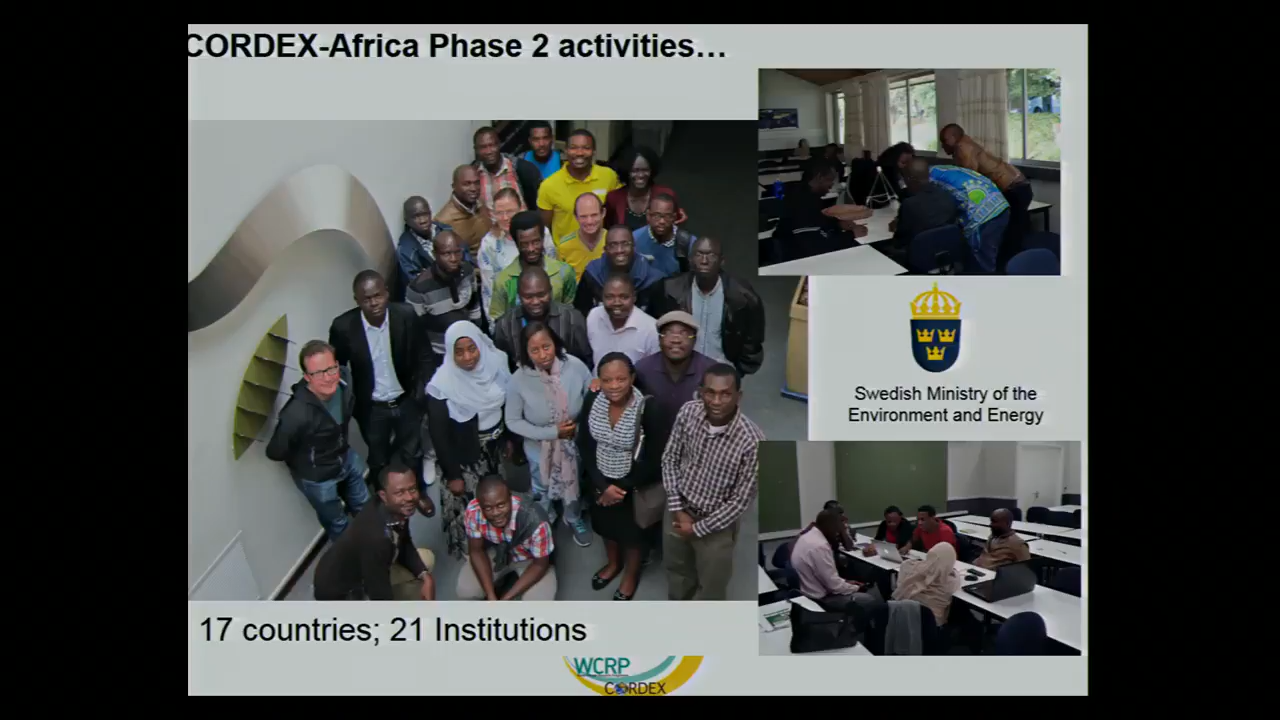 CORDEX-Africa Phase 2 activities...
Swedish Ministry of the
Environment and Energy
17 countries; 21 Institutions
WCRP
CORDEX